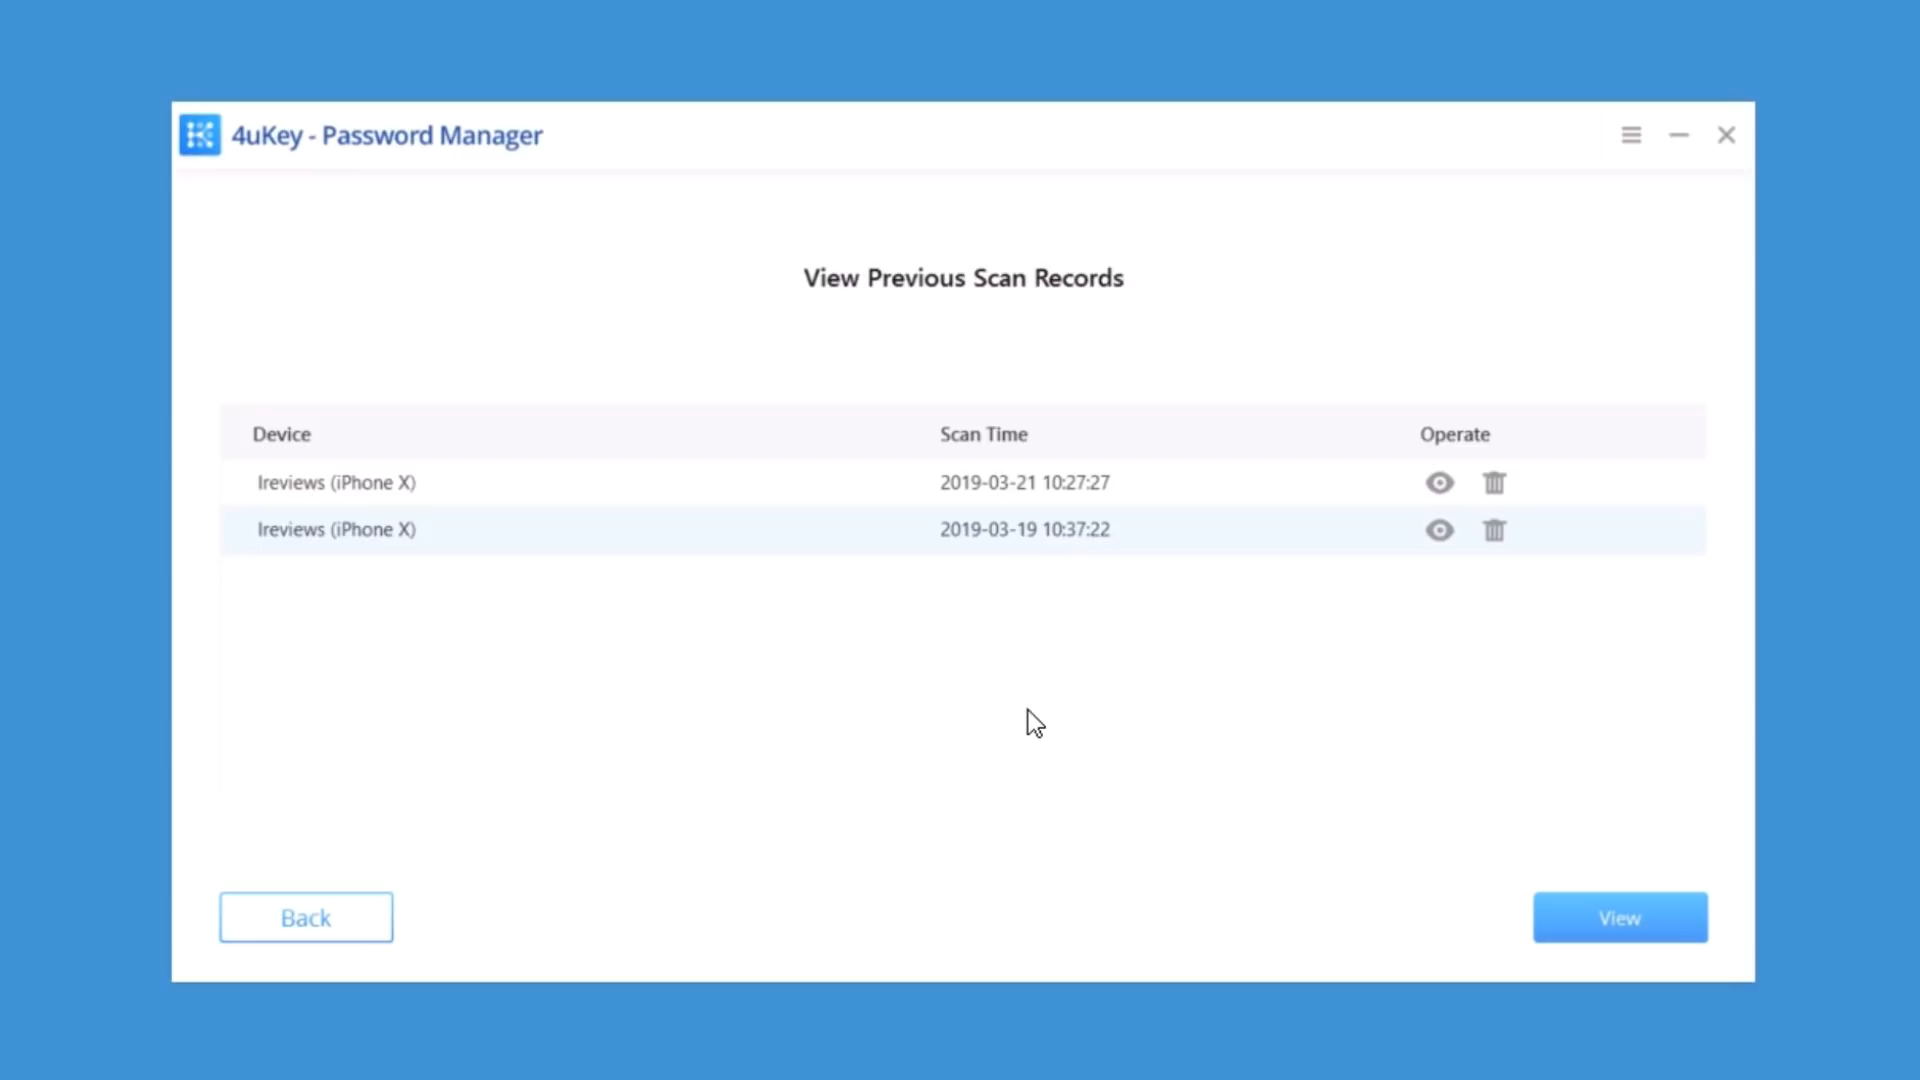 4uKey - Password Manager
View Previous Scan Records
Device Scan Time Operate
Ireviews (iPhone X) 2019-03-21 10:27:27
Ireviews (iPhone X) 2019-03-19 10:37:22
Back View